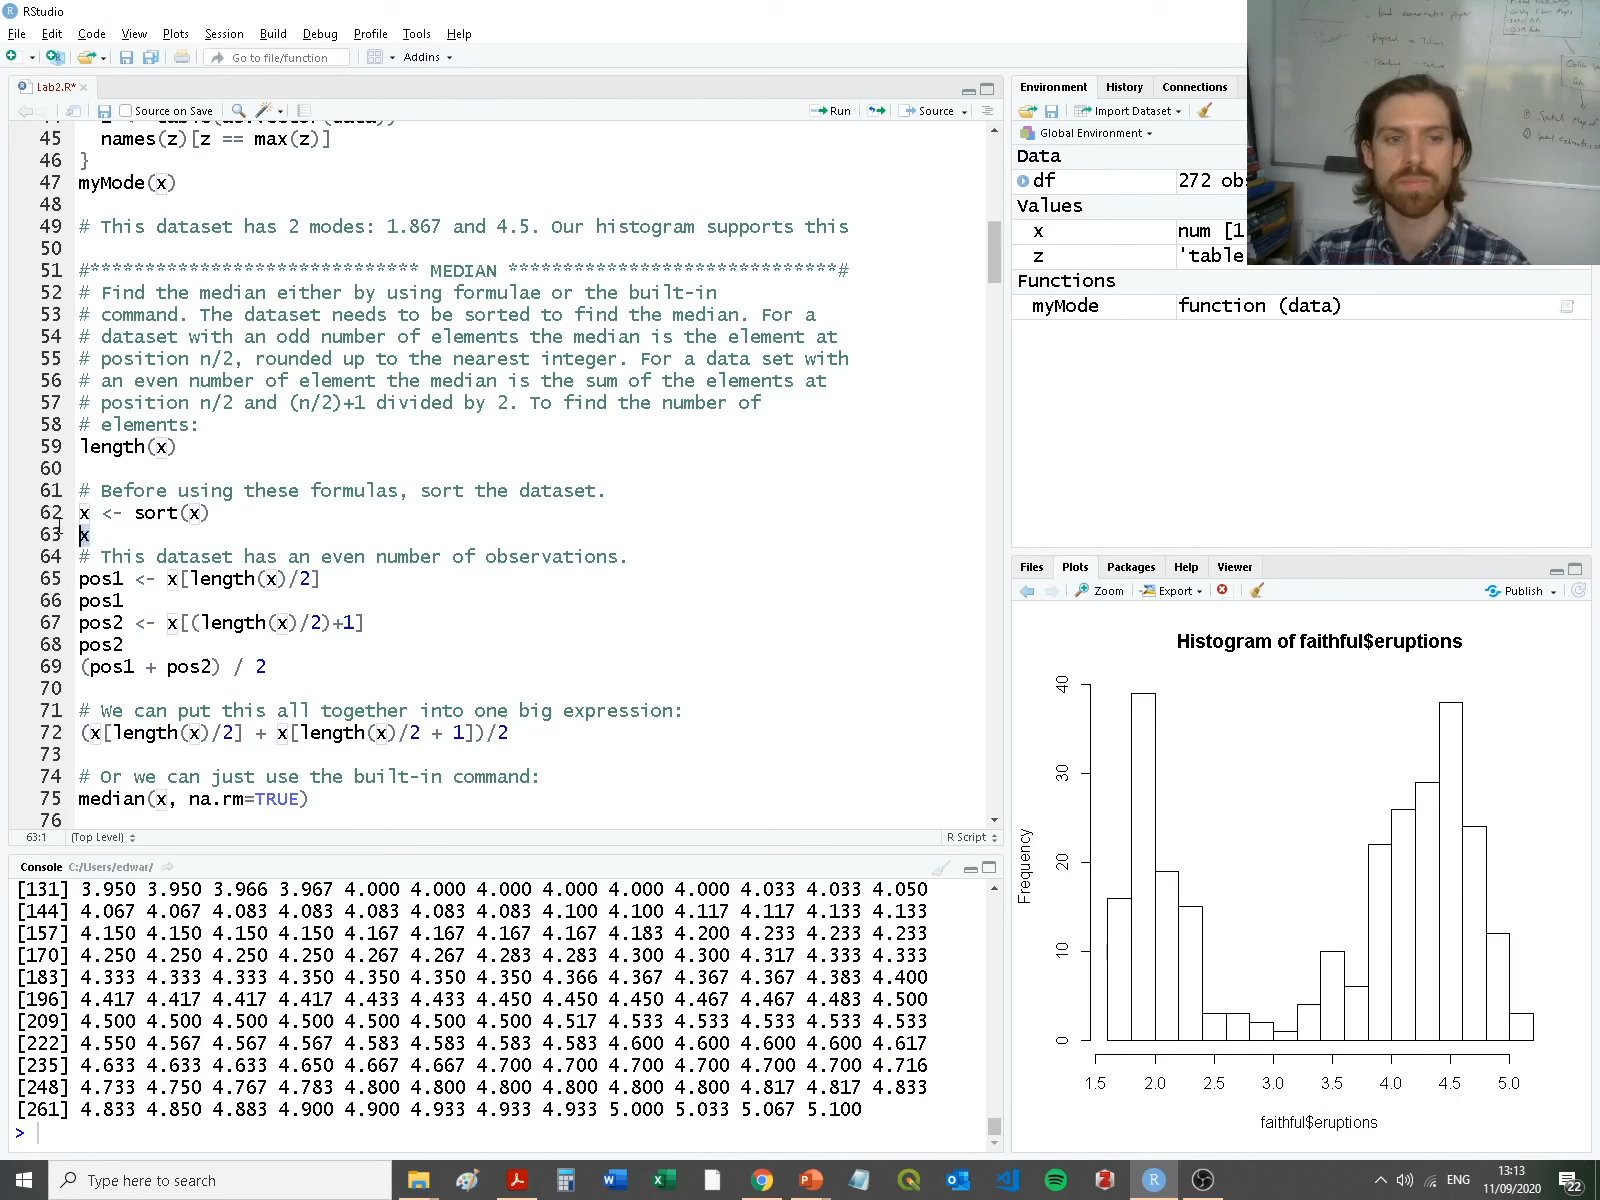 RStudio
File Edit Code View Plots Session Build Debug Profile Tools Help
Go to file/function Addins
Lab2.R*
Source on Save Run Source
45 names(z)[z == max(z)]
46 }
47 myMode(x)
48
49 # This dataset has 2 modes: 1.867 and 4.5. Our histogram supports this
50
51 #****************************** MEDIAN ******************************#
52 # Find the median either by using formulae or the built-in
53 # command. The dataset needs to be sorted to find the median. For a
54 # dataset with an odd number of elements the median is the element at
55 # position n/2, rounded up to the nearest integer. For a data set with
56 # an even number of element the median is the sum of the elements at
57 # position n/2 and (n/2)+1 divided by 2. To find the number of
58 # elements:
59 length(x)
60
61 # Before using these formulas, sort the dataset.
62 x <- sort(x)
63 x
64 # This dataset has an even number of observations.
65 pos1 <- x[length(x)/2]
66 pos1
67 pos2 <- x[(length(x)/2)+1]
68 pos2
69 (pos1 + pos2) / 2
70
71 # We can put this all together into one big expression:
72 (x[length(x)/2] + x[length(x)/2 + 1])/2
73
74 # Or we can just use the built-in command:
75 median(x, na.rm=TRUE)
76
63:1 (Top Level) R Script
Console C:/Users/edwar/
[131] 3.950 3.950 3.966 3.967 4.000 4.000 4.000 4.000 4.000 4.000 4.033 4.033 4.050
[144] 4.067 4.067 4.083 4.083 4.083 4.083 4.083 4.100 4.100 4.117 4.117 4.133 4.133
[157] 4.150 4.150 4.150 4.150 4.167 4.167 4.167 4.167 4.183 4.200 4.233 4.233 4.233
[170] 4.250 4.250 4.250 4.250 4.267 4.267 4.283 4.283 4.300 4.300 4.317 4.333 4.333
[183] 4.333 4.333 4.333 4.350 4.350 4.350 4.350 4.366 4.367 4.367 4.367 4.383 4.400
[196] 4.417 4.417 4.417 4.417 4.433 4.433 4.450 4.450 4.450 4.467 4.467 4.483 4.500
[209] 4.500 4.500 4.500 4.500 4.500 4.500 4.500 4.517 4.533 4.533 4.533 4.533 4.533
[222] 4.550 4.567 4.567 4.567 4.583 4.583 4.583 4.583 4.600 4.600 4.600 4.600 4.617
[235] 4.633 4.633 4.633 4.650 4.667 4.667 4.700 4.700 4.700 4.700 4.700 4.700 4.716
[248] 4.733 4.750 4.767 4.783 4.800 4.800 4.800 4.800 4.800 4.800 4.817 4.817 4.833
[261] 4.833 4.850 4.883 4.900 4.900 4.933 4.933 4.933 5.000 5.033 5.067 5.100
>
Environment History Connections
Import Dataset
Global Environment
Data
df 272 obs
Values
x num [1
z 'table
Functions
myMode function (data)
Files Plots Packages Help Viewer
Zoom Export Publish
Histogram of faithful$eruptions
Frequency
0 10 20 30 40
1.5 2.0 2.5 3.0 3.5 4.0 4.5 5.0
faithful$eruptions
Type here to search
ENG
13:13
11/09/2020
22